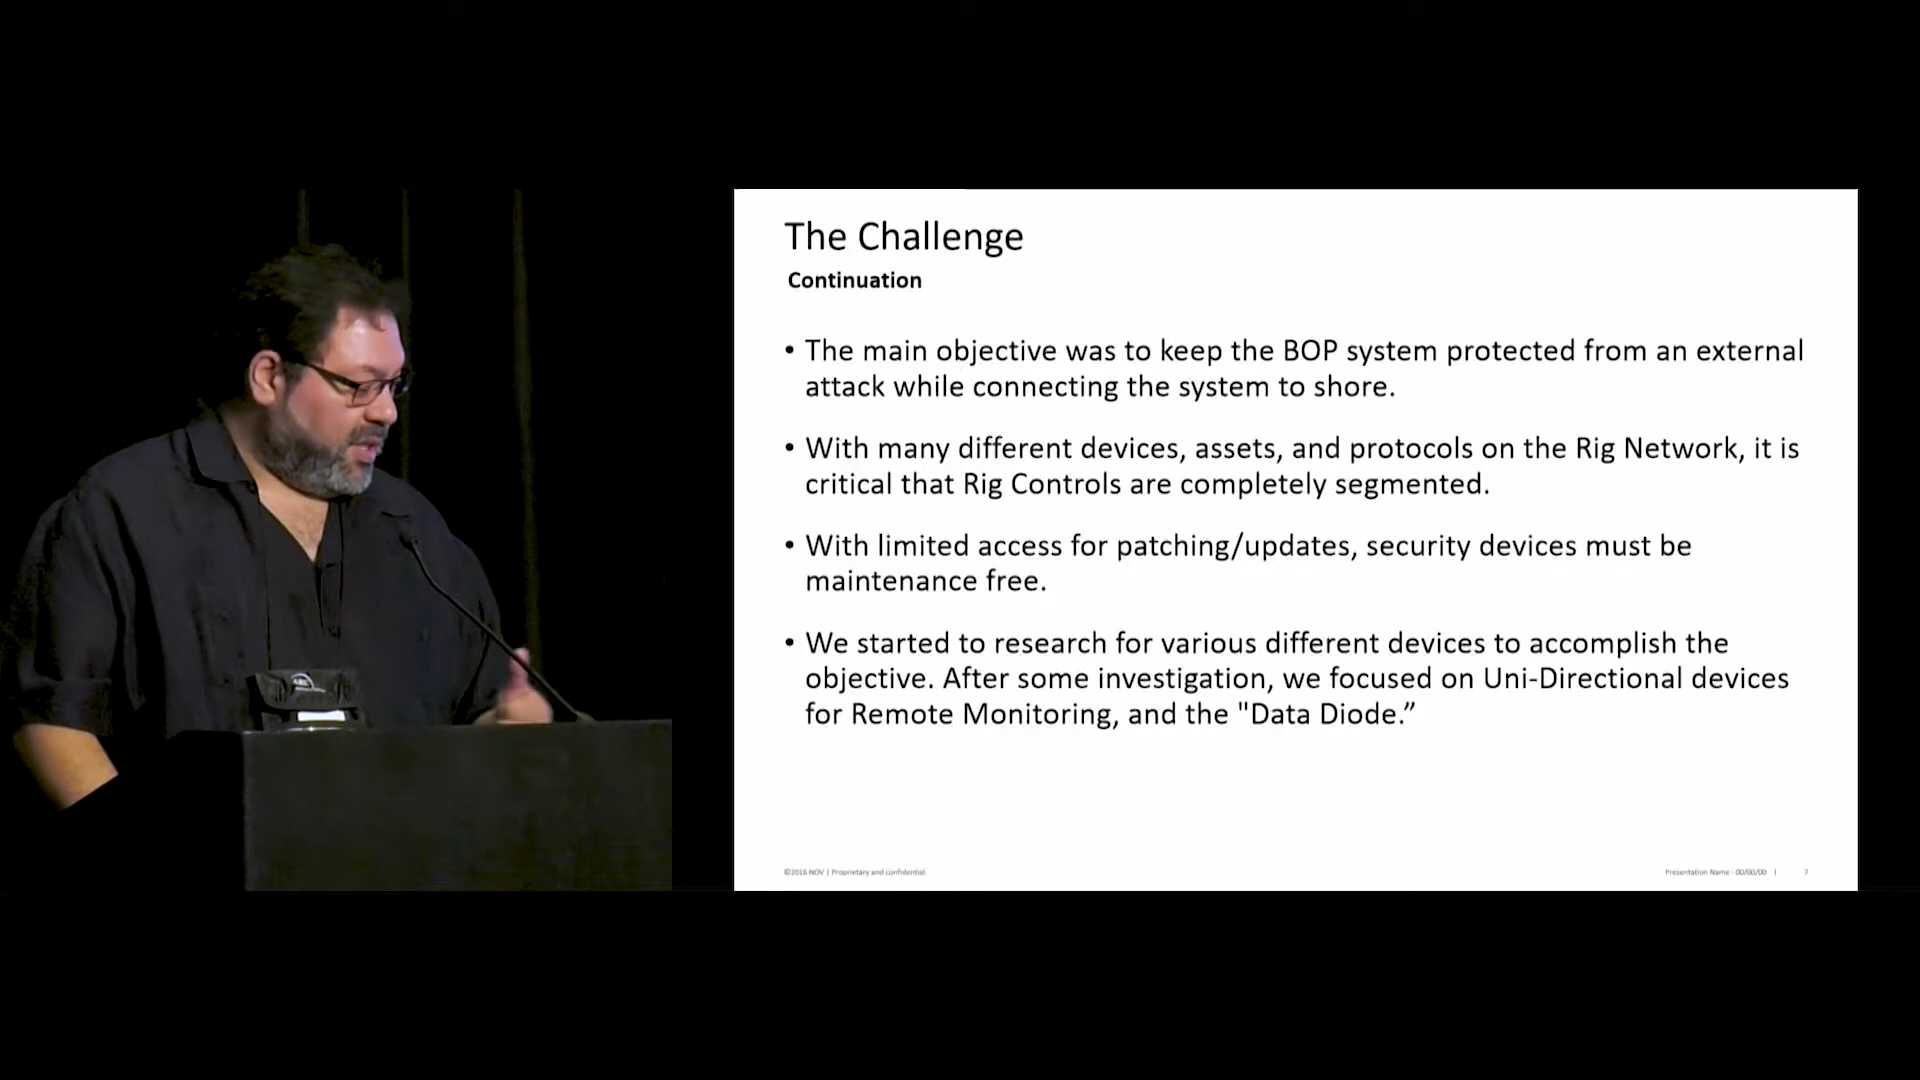 The Challenge
Continuation
• The main objective was to keep the BOP system protected from an external
attack while connecting the system to shore.
• With many different devices, assets, and protocols on the Rig Network, it is
critical that Rig Controls are completely segmented.
• With limited access for patching/updates, security devices must be
maintenance free.
• We started to research for various different devices to accomplish the
objective. After some investigation, we focused on Uni-Directional devices
for Remote Monitoring, and the "Data Diode.”
©2016 NOV | Proprietary and confidential
Presentation Name - 00/00/00 | 7